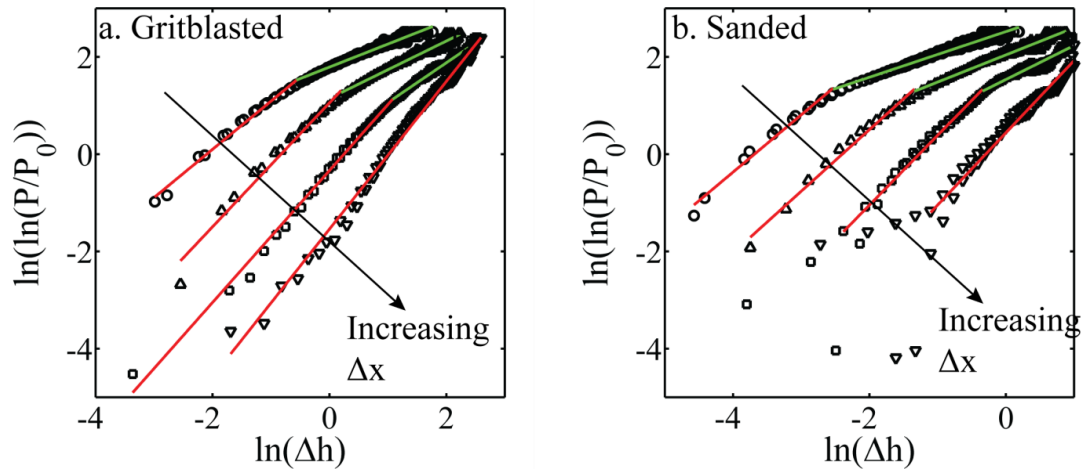 a. Gritblasted
ln(ln(P/P₀))
2
0
-2
-4
Increasing
Δx
-4
-2
0
2
ln(Δh)
b. Sanded
ln(ln(P/P₀))
2
0
-2
-4
Increasing
Δx
-4
-2
0
ln(Δh)